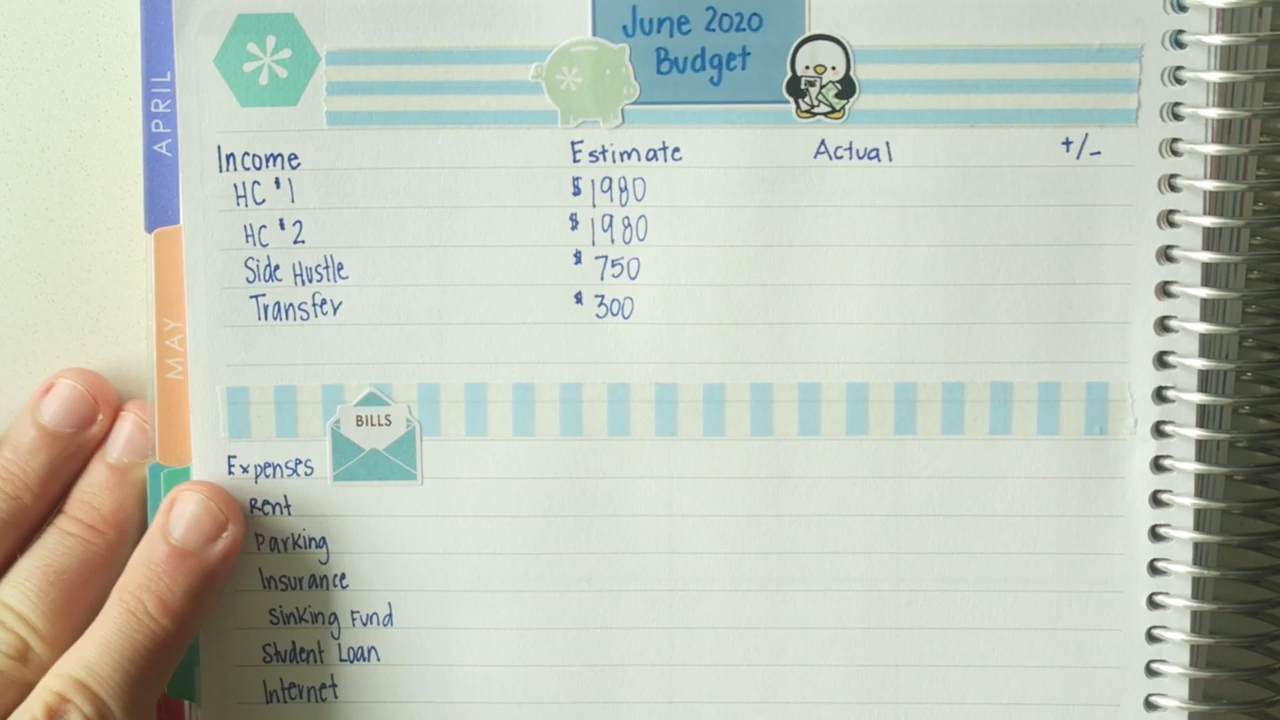 APRIL
MAY
June 2020
Budget
Income Estimate Actual +/-
HC #1 $1980
HC #2 $1980
Side Hustle $750
Transfer $300
BILLS
Expenses
Rent
Parking
Insurance
Sinking Fund
Student Loan
Internet